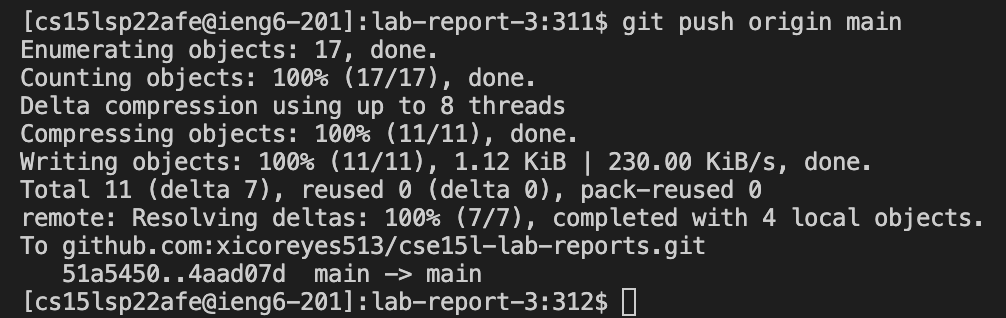 [cs15lsp22afe@ieng6-201]:lab-report-3:311$ git push origin main
Enumerating objects: 17, done.
Counting objects: 100% (17/17), done.
Delta compression using up to 8 threads
Compressing objects: 100% (11/11), done.
Writing objects: 100% (11/11), 1.12 KiB | 230.00 KiB/s, done.
Total 11 (delta 7), reused 0 (delta 0), pack-reused 0
remote: Resolving deltas: 100% (7/7), completed with 4 local objects.
To github.com:xicoreyes513/cse15l-lab-reports.git
   51a5450..4aad07d  main -> main
[cs15lsp22afe@ieng6-201]:lab-report-3:312$